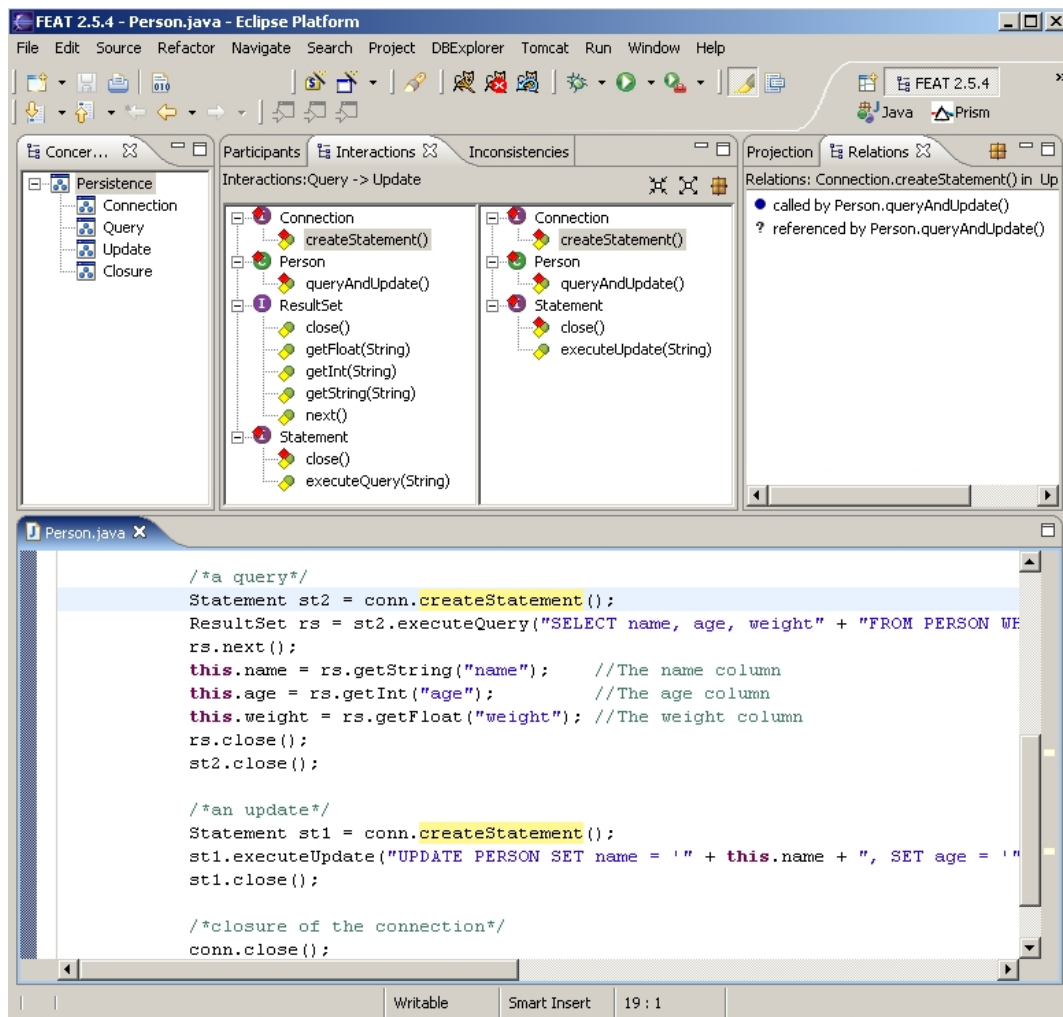 FEAT 2.5.4 - Person.java - Eclipse Platform
File Edit Source Refactor Navigate Search Project DBExplorer Tomcat Run Window Help
FEAT 2.5.4
Java Prism
Concer...
Persistence
Connection
Query
Update
Closure
Participants Interactions Inconsistencies
Interactions:Query -> Update
Connection
createStatement()
Person
queryAndUpdate()
ResultSet
close()
getFloat(String)
getInt(String)
getString(String)
next()
Statement
close()
executeQuery(String)
Connection
createStatement()
Person
queryAndUpdate()
Statement
close()
executeUpdate(String)
Projection Relations
Relations: Connection.createStatement() in Up
called by Person.queryAndUpdate()
? referenced by Person.queryAndUpdate()
Person.java
/*a query*/
Statement st2 = conn.createStatement();
ResultSet rs = st2.executeQuery("SELECT name, age, weight" + "FROM PERSON WH
rs.next();
this.name = rs.getString("name"); //The name column
this.age = rs.getInt("age"); //The age column
this.weight = rs.getFloat("weight"); //The weight column
rs.close();
st2.close();
/*an update*/
Statement st1 = conn.createStatement();
st1.executeUpdate("UPDATE PERSON SET name = '" + this.name + ", SET age = '"
st1.close();
/*closure of the connection*/
conn.close();
Writable Smart Insert 19 : 1